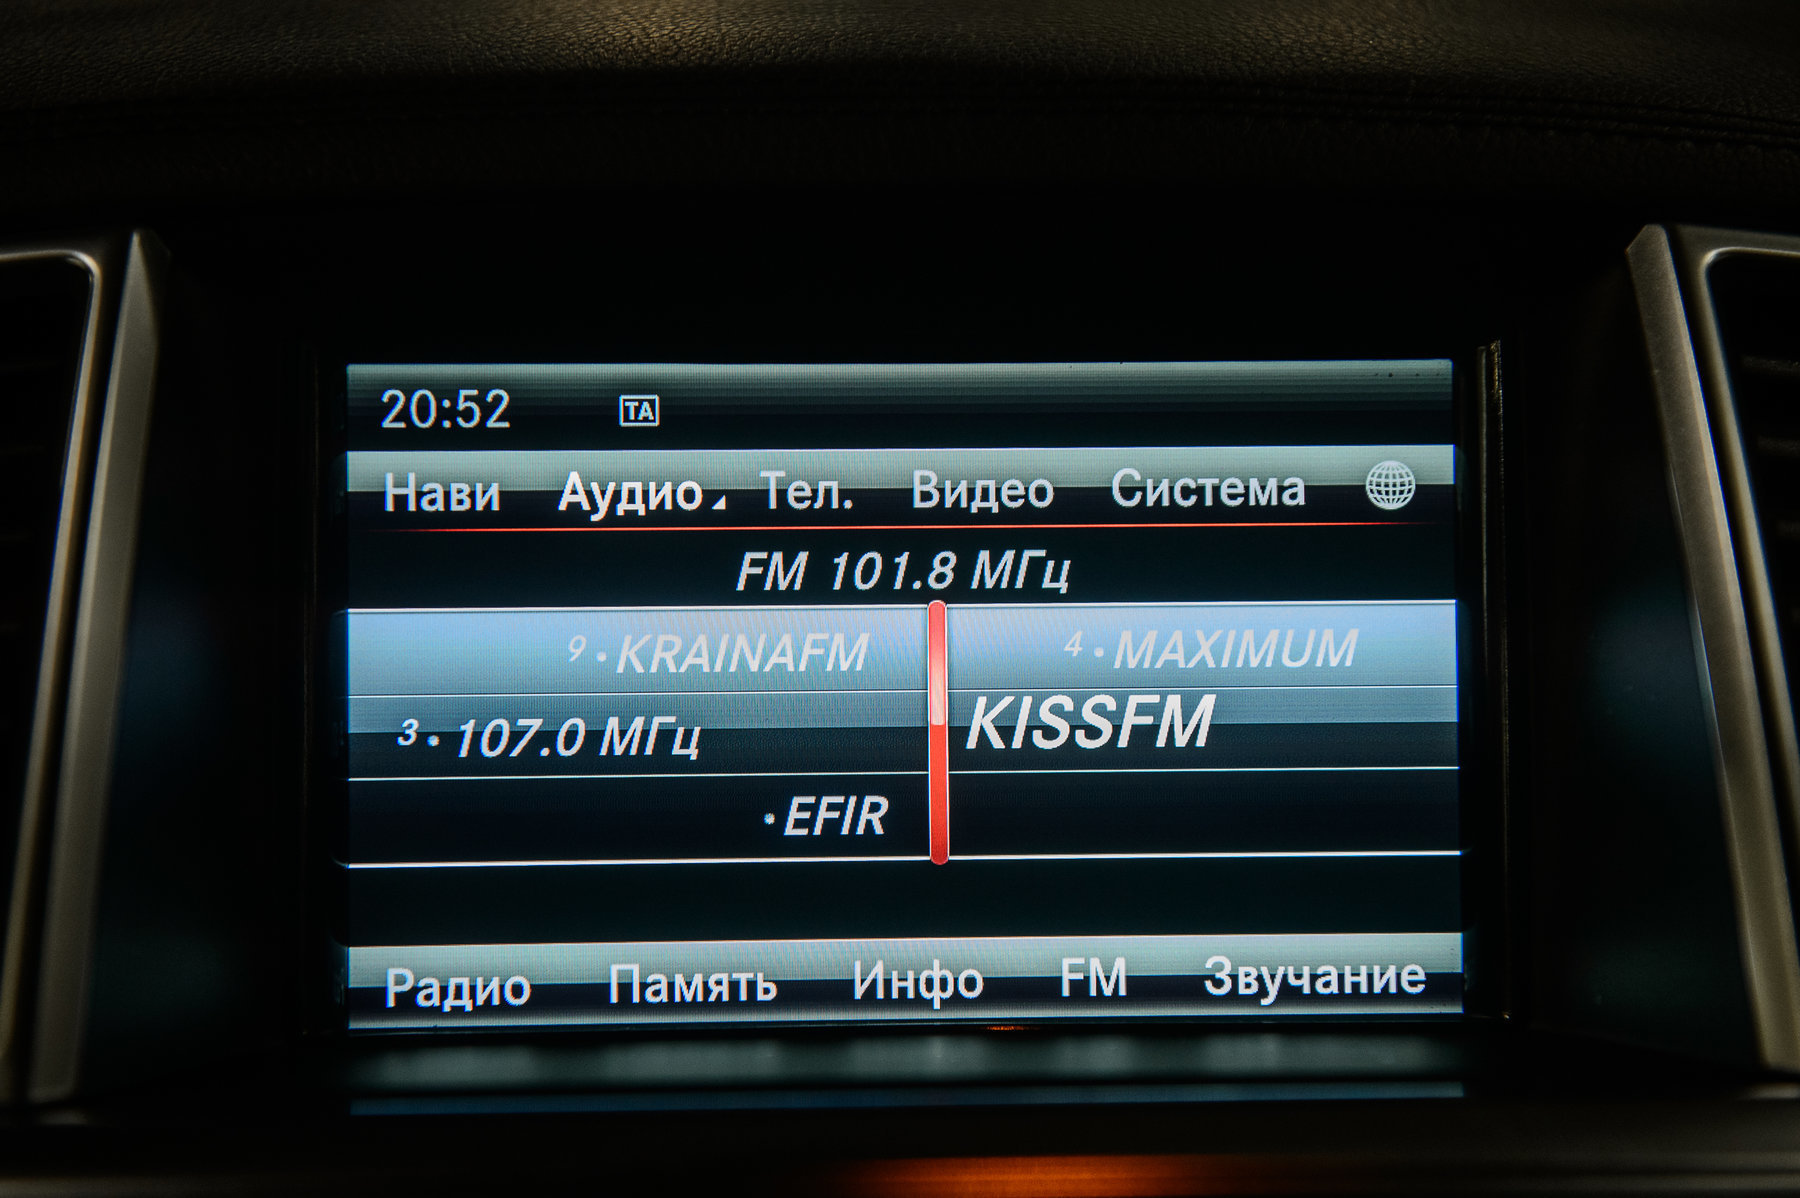 20:52 TA
Нави Аудио Тел. Видео Система
FM 101.8 МГц
9 • KRAINAFM 4 • MAXIMUM
3 • 107.0 МГц KISSFM
• EFIR
Радио Память Инфо FM Звучание